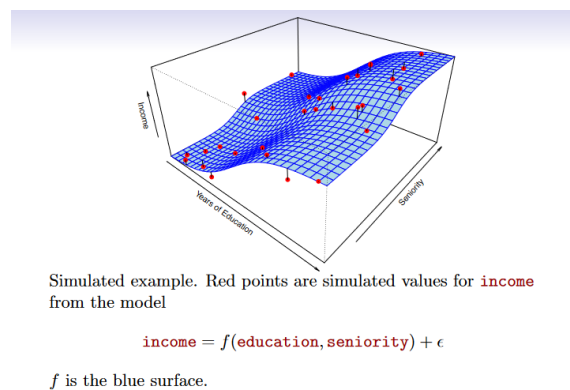 Income
Years of Education
Seniority
Simulated example. Red points are simulated values for income
from the model
income = f(education, seniority) + ϵ
f is the blue surface.